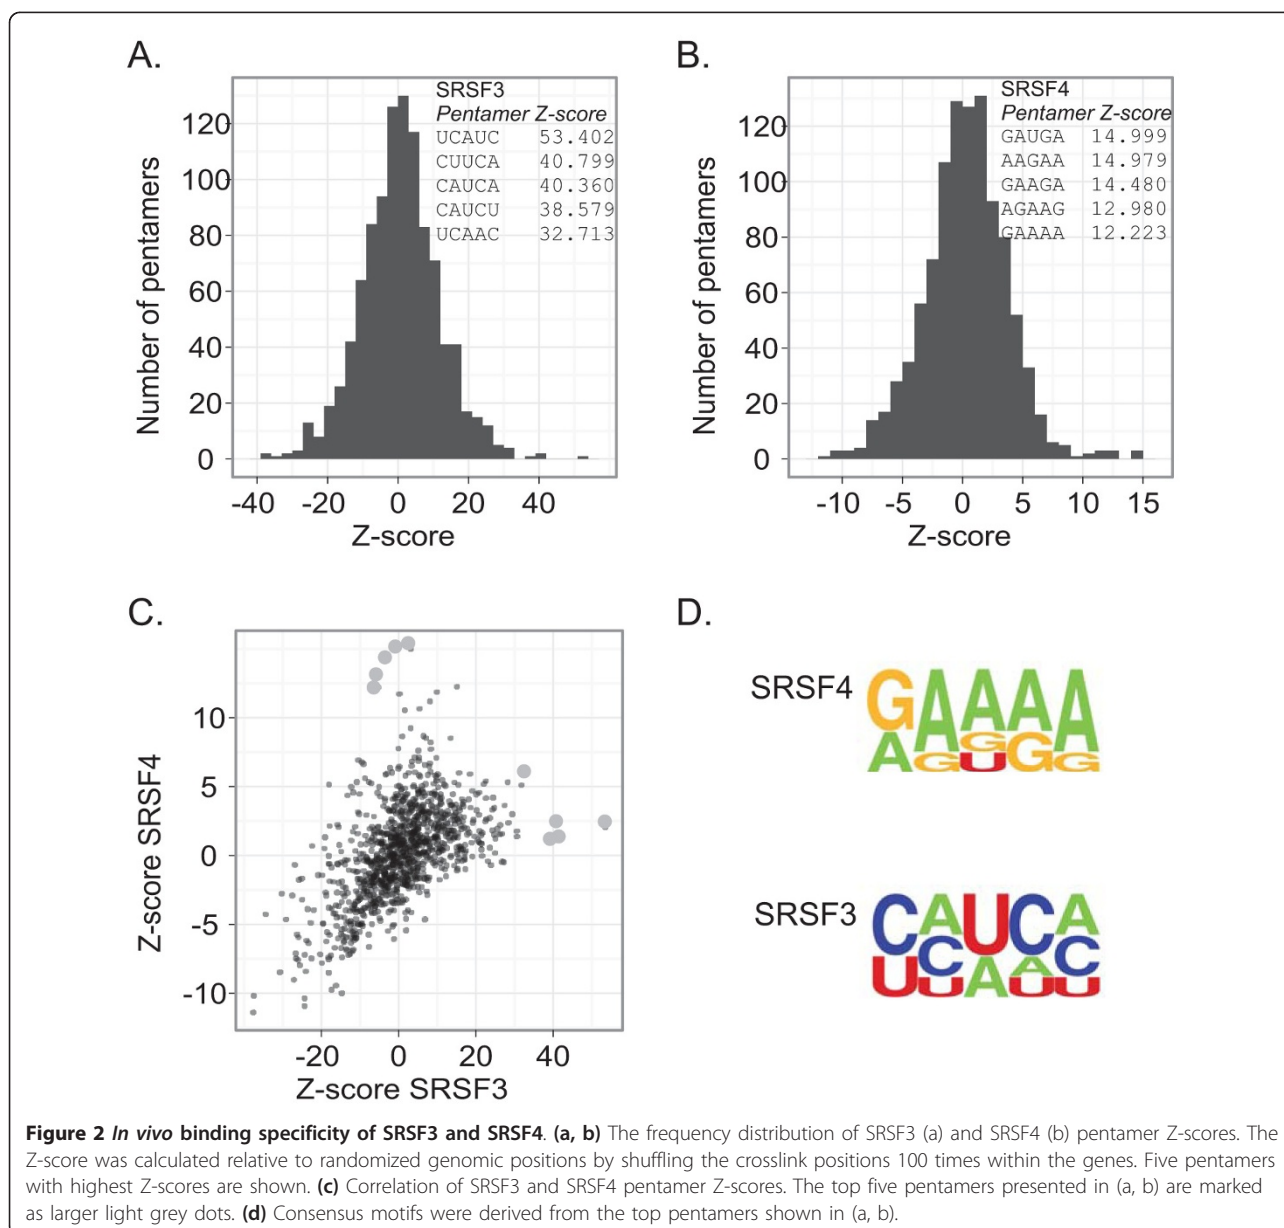 A.
SRSF3
Pentamer Z-score
UCAUC 53.402
CUUCA 40.799
CAUCA 40.360
CAUCU 38.579
UCAAC 32.713
Number of pentamers
120
100
80
60
40
20
0
-40 -20 0 20 40
Z-score
B.
SRSF4
Pentamer Z-score
GAUGA 14.999
AAGAA 14.979
GAAGA 14.480
AGAAG 12.980
GAAAA 12.223
Number of pentamers
120
100
80
60
40
20
0
-10 -5 0 5 10 15
Z-score
C.
Z-score SRSF4
10
5
0
-5
-10
-20 0 20 40
Z-score SRSF3
D.
SRSF4
GAAAA
AGGGG
U
SRSF3
CAUCA
UCAAC
UUU
Figure 2 In vivo binding specificity of SRSF3 and SRSF4. (a, b) The frequency distribution of SRSF3 (a) and SRSF4 (b) pentamer Z-scores. The
Z-score was calculated relative to randomized genomic positions by shuffling the crosslink positions 100 times within the genes. Five pentamers
with highest Z-scores are shown. (c) Correlation of SRSF3 and SRSF4 pentamer Z-scores. The top five pentamers presented in (a, b) are marked
as larger light grey dots. (d) Consensus motifs were derived from the top pentamers shown in (a, b).